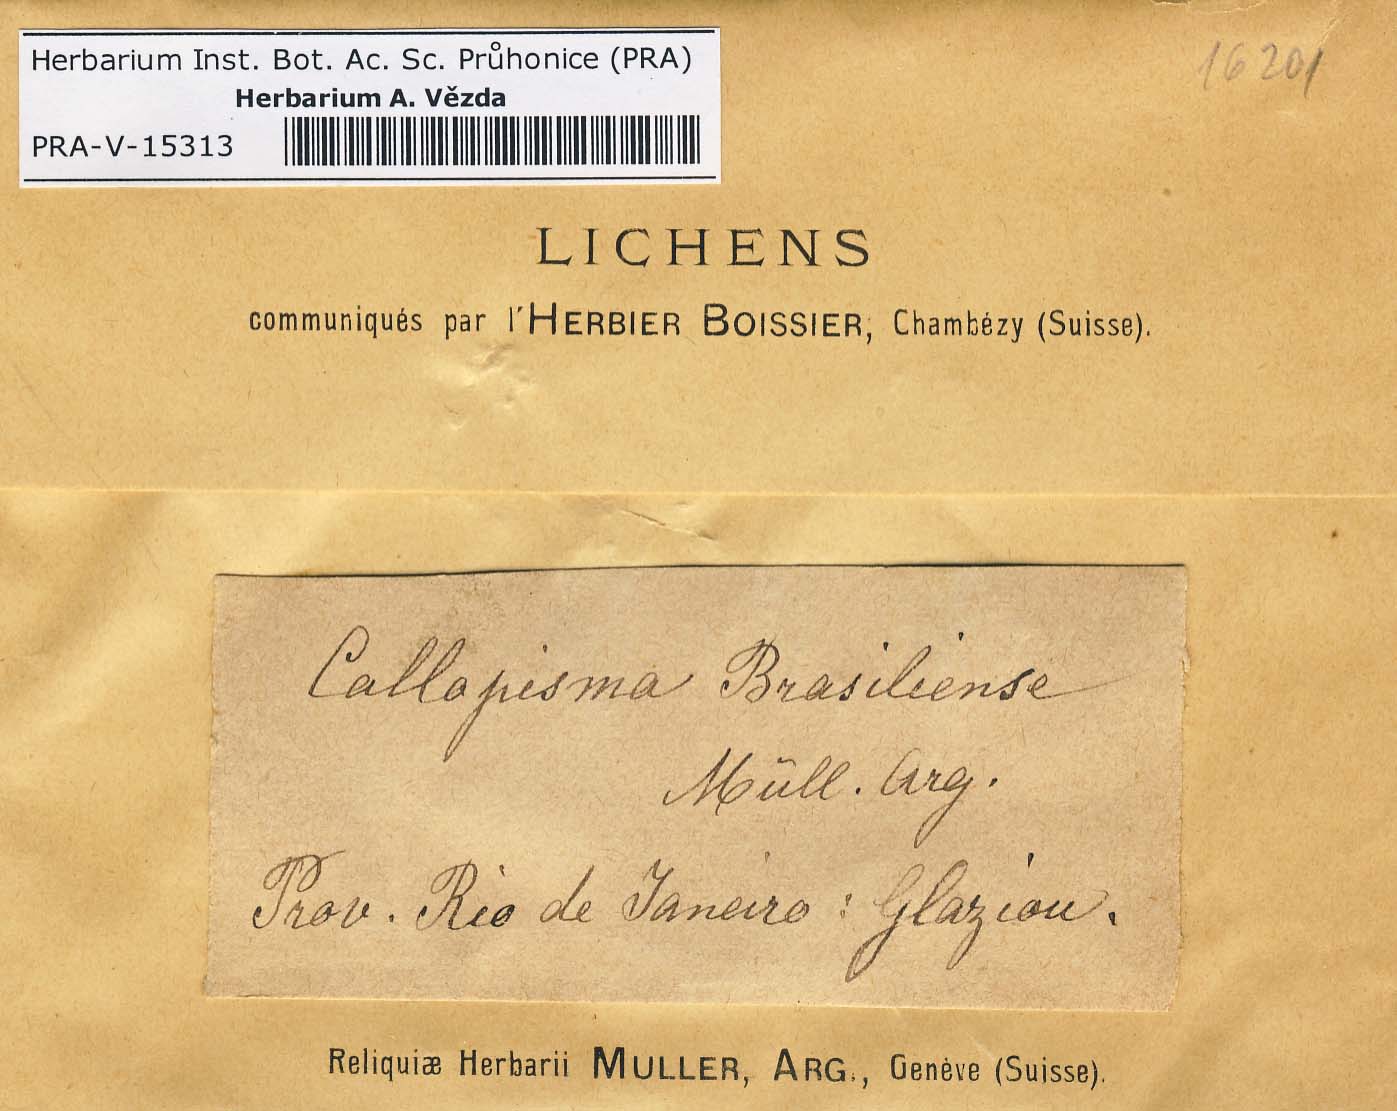 Herbarium Inst. Bot. Ac. Sc. Průhonice (PRA)
Herbarium A. Vězda
PRA-V-15313
16201
LICHENS
communiqués par l'HERBIER BOISSIER, Chambézy (Suisse).
Callopisma Brasiliense
Müll. Arg.
Prov. Rio de Janeiro : Glaziou.
Reliquiæ Herbarii MULLER, ARG., Genève (Suisse).